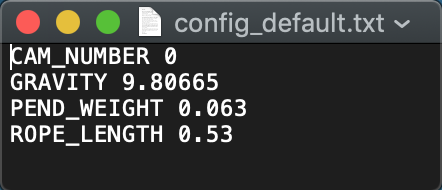 config_default.txt
CAM_NUMBER 0
GRAVITY 9.80665
PEND_WEIGHT 0.063
ROPE_LENGTH 0.53